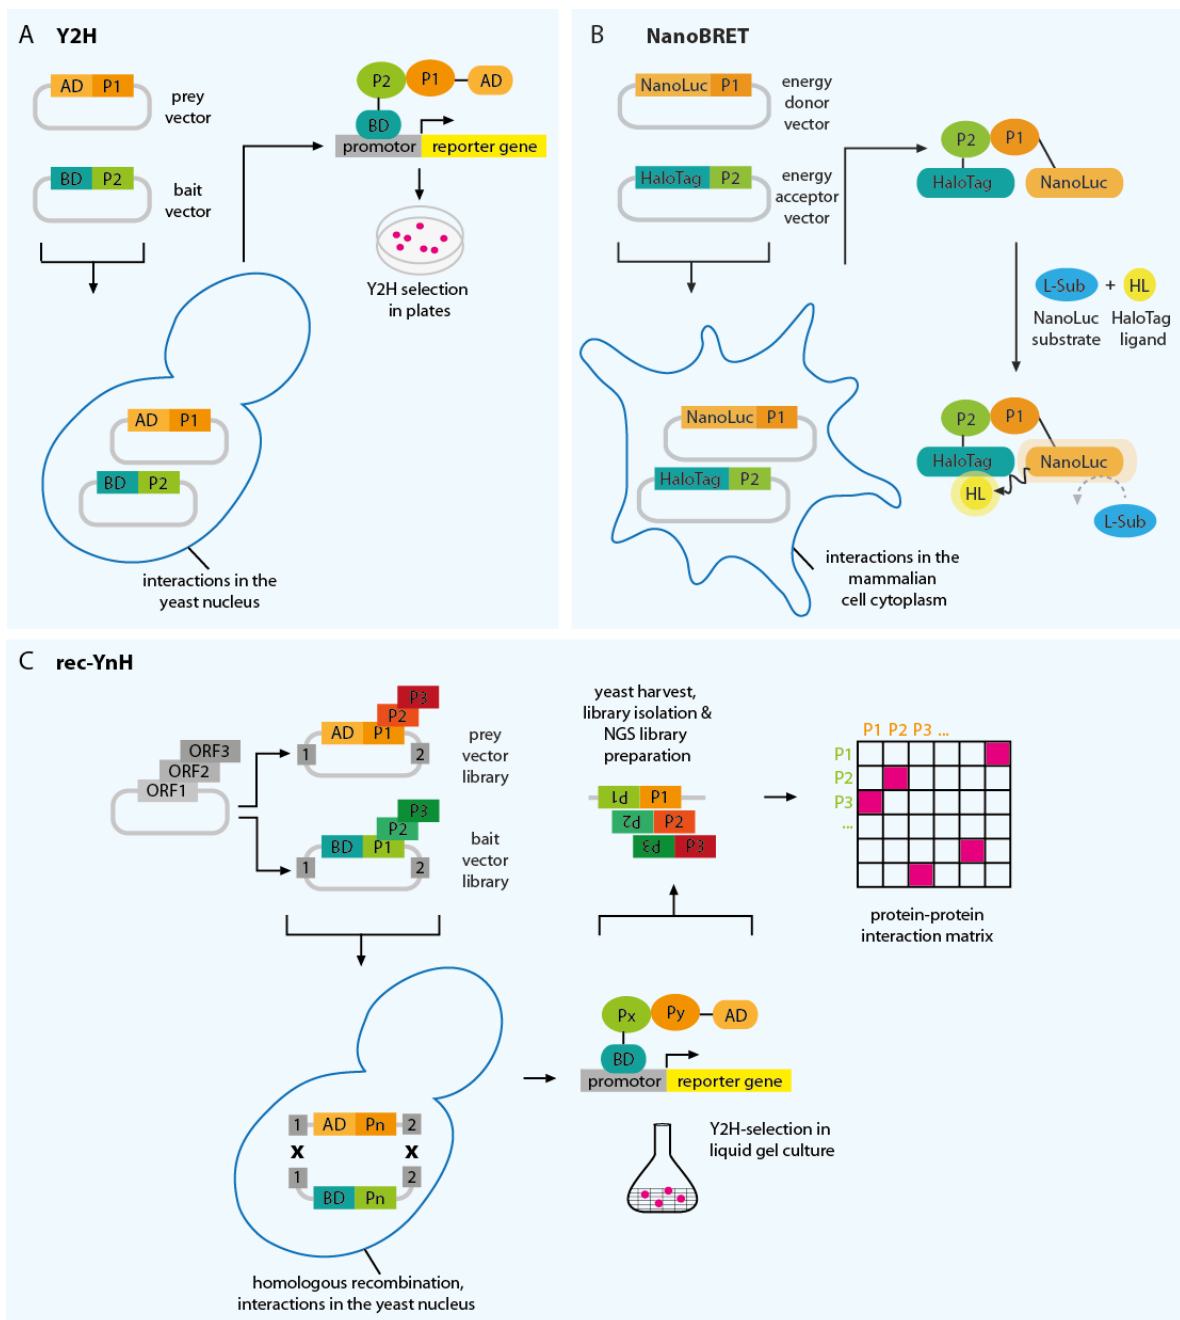 A Y2H
AD P1
prey
vector
BD P2
bait
vector
P2 P1 AD
BD
promotor reporter gene
Y2H selection
in plates
AD P1
BD P2
interactions in the
yeast nucleus
B NanoBRET
NanoLuc P1
energy
donor
vector
HaloTag P2
energy
acceptor
vector
P2 P1
HaloTag NanoLuc
L-Sub + HL
NanoLuc HaloTag
substrate ligand
NanoLuc P1
HaloTag P2
P2 P1
HaloTag NanoLuc
HL
L-Sub
interactions in the
mammalian
cell cytoplasm
C rec-YnH
ORF3
ORF2
ORF1
P3
P2
AD P1
1 2
prey
vector
library
P3
P2
BD P1
1 2
bait
vector
library
yeast harvest,
library isolation &
NGS library
preparation
P1 P1
P2 P2
P3 P3
P1 P2 P3 ...
P1
P2
P3
...
protein-protein
interaction matrix
1 AD Pn 2
x x
1 2
BD Pn
homologous recombination,
interactions in the yeast nucleus
Px Py AD
BD
promotor reporter gene
Y2H-selection in
liquid gel culture